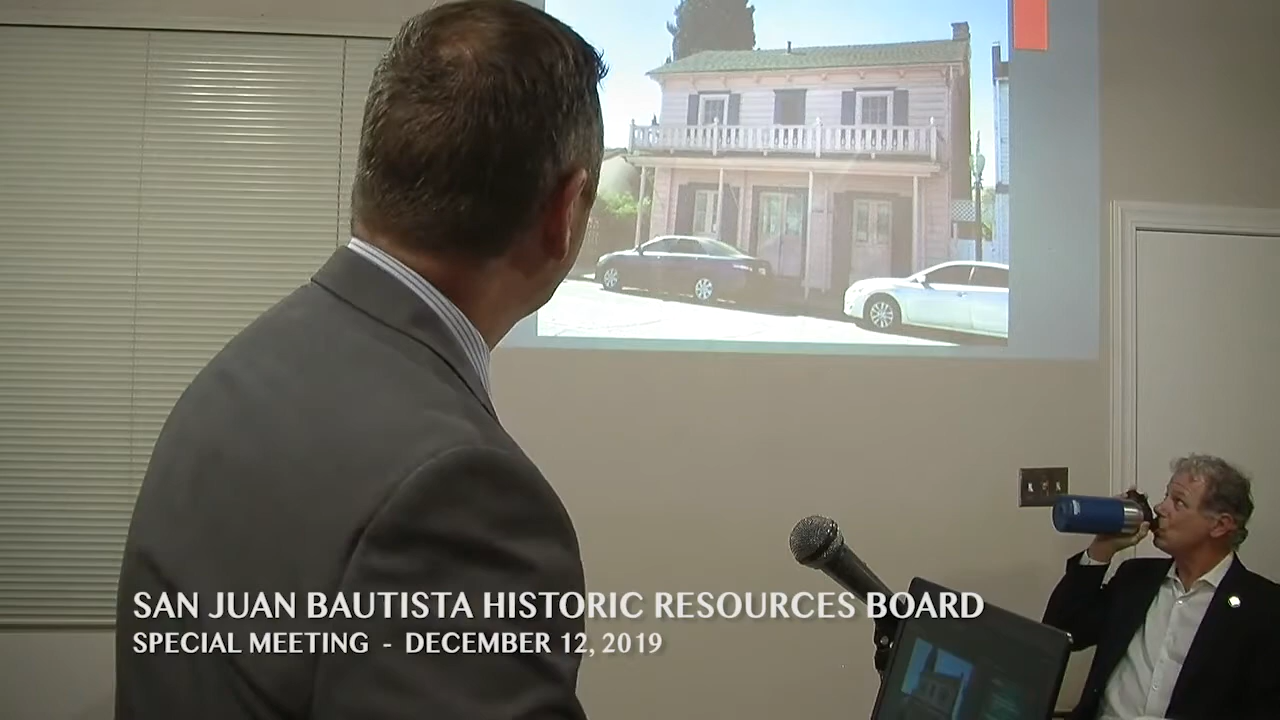 SAN JUAN BAUTISTA HISTORIC RESOURCES BOARD
SPECIAL MEETING - DECEMBER 12, 2019